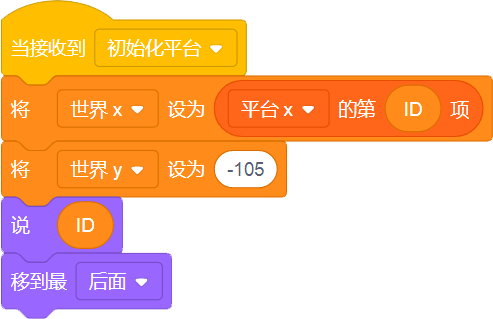 当接收到 初始化平台
将 世界 x 设为 平台 x 的第 ID 项
将 世界 y 设为 -105
说 ID
移到最 后面